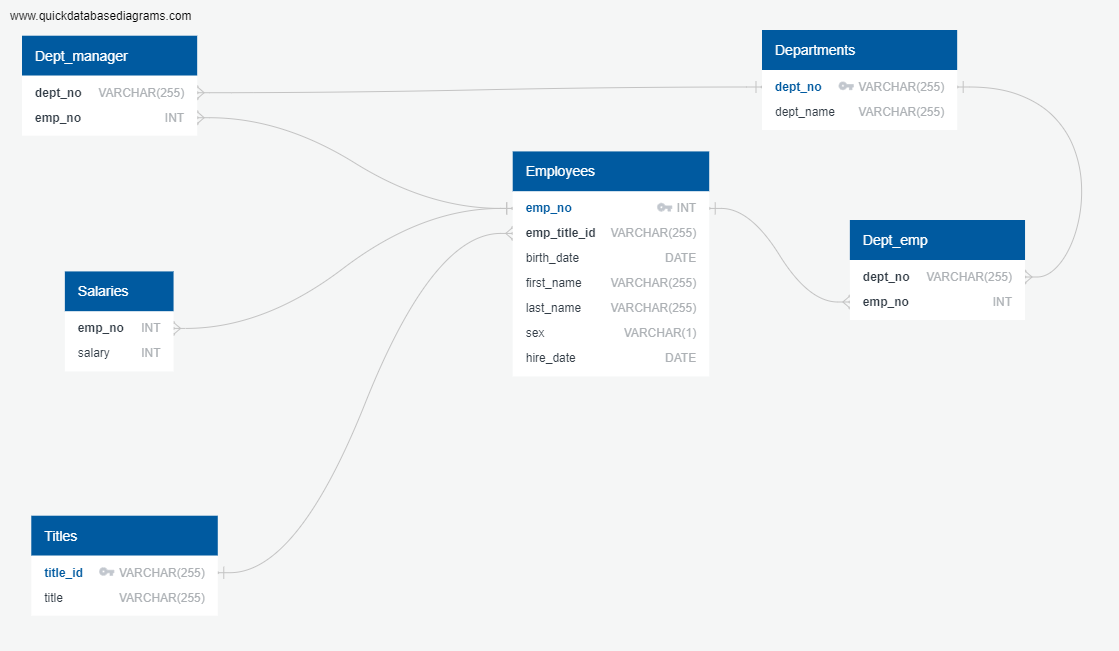 www.quickdatabasediagrams.com
Dept_manager
dept_no VARCHAR(255)
emp_no INT
Departments
dept_no VARCHAR(255)
dept_name VARCHAR(255)
Employees
emp_no INT
emp_title_id VARCHAR(255)
birth_date DATE
first_name VARCHAR(255)
last_name VARCHAR(255)
sex VARCHAR(1)
hire_date DATE
Dept_emp
dept_no VARCHAR(255)
emp_no INT
Salaries
emp_no INT
salary INT
Titles
title_id VARCHAR(255)
title VARCHAR(255)